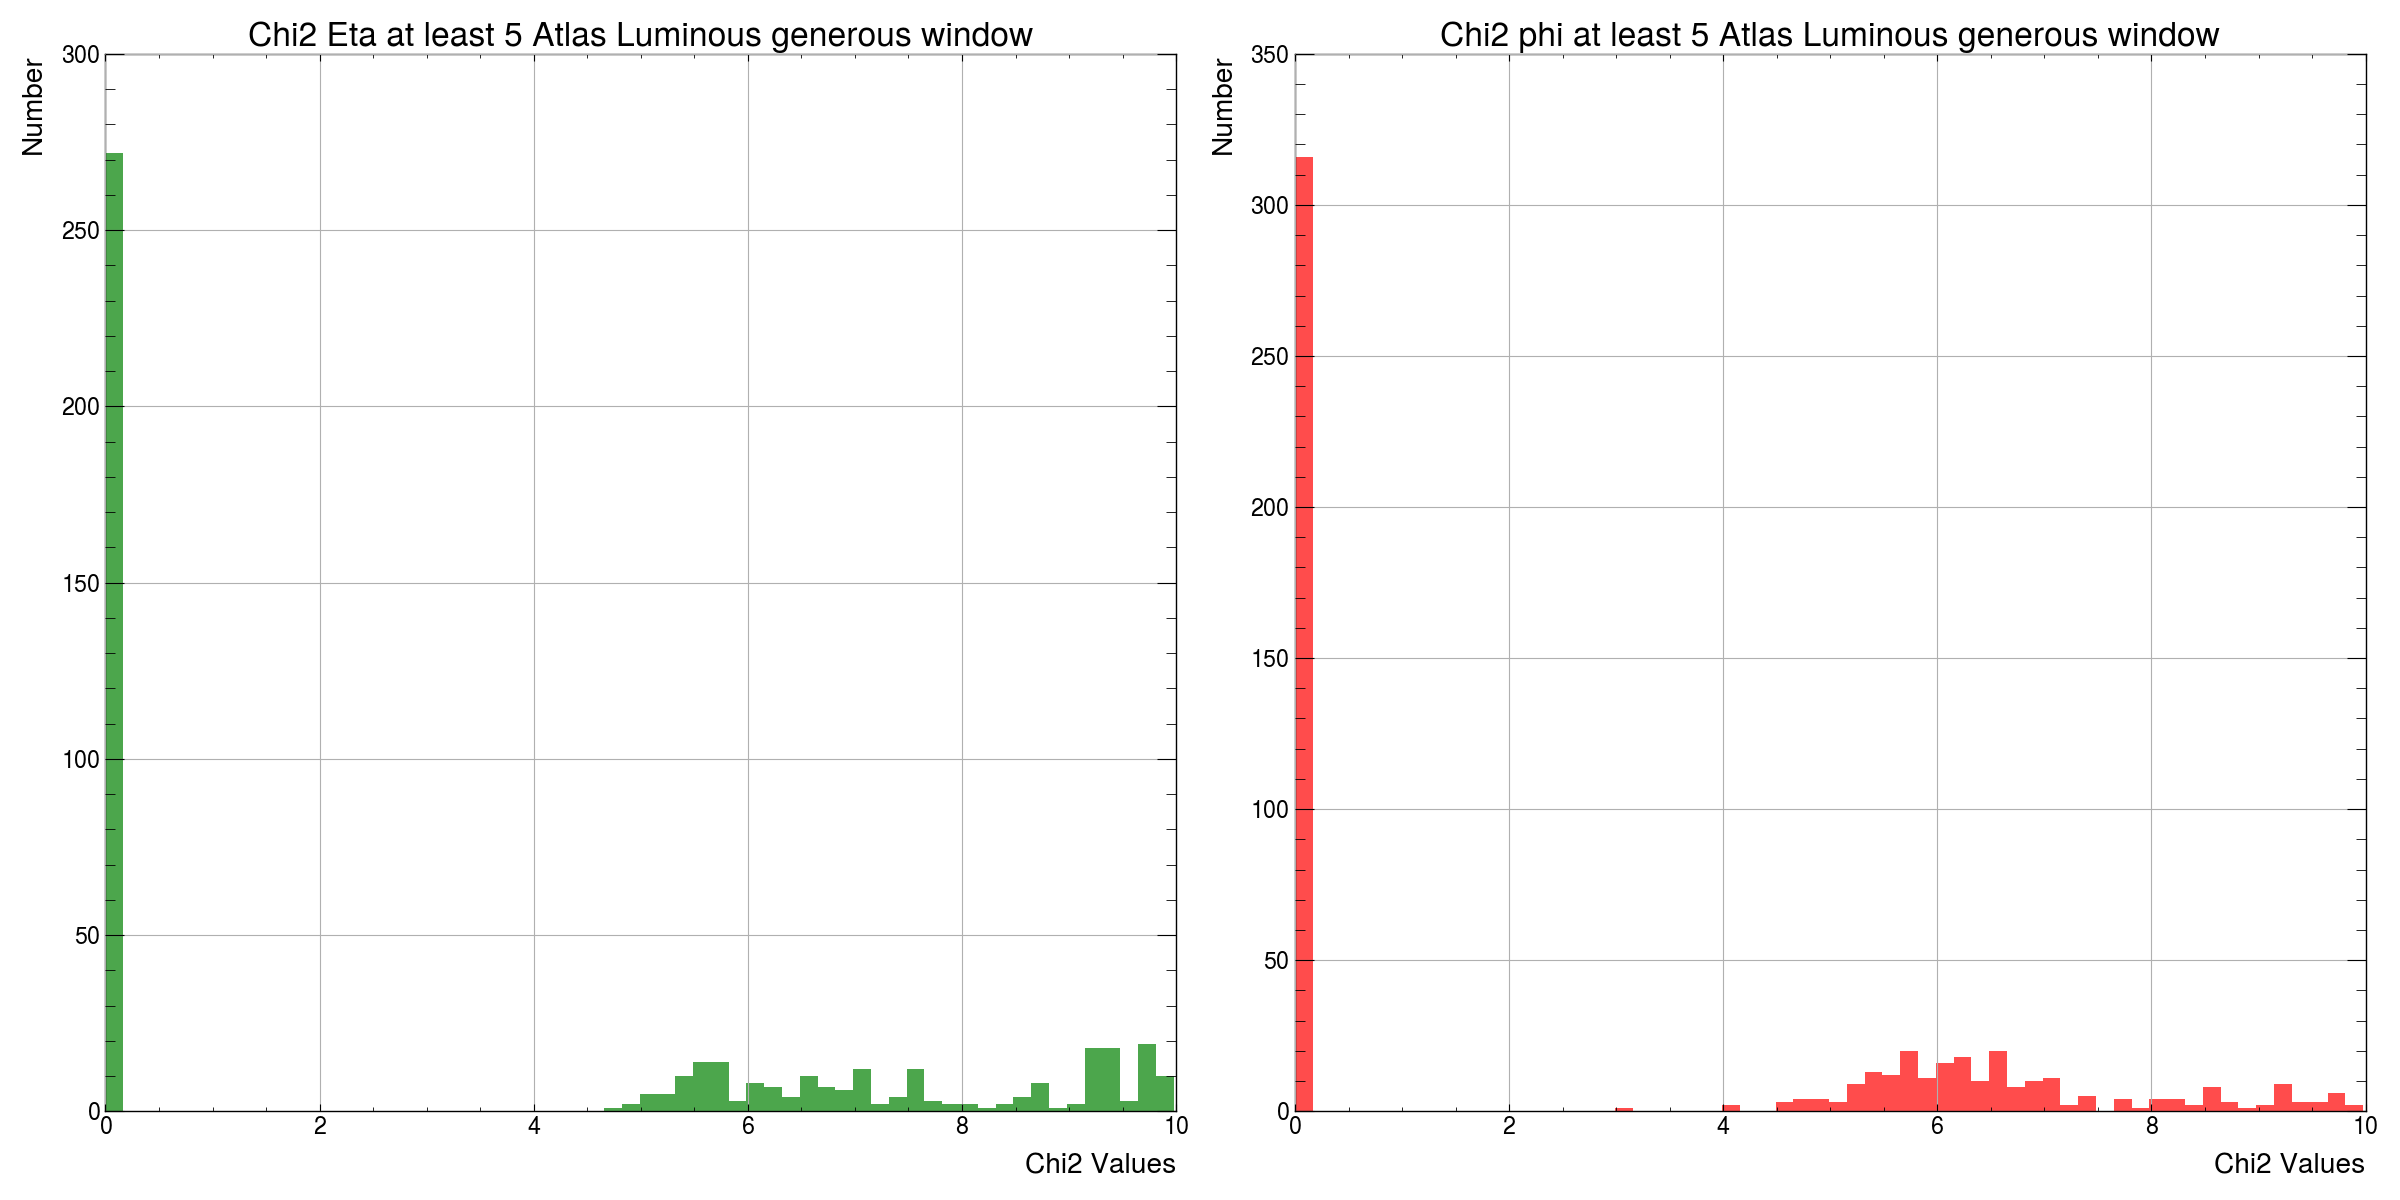 Chi2 Eta at least 5 Atlas Luminous generous window
Number
300
250
200
150
100
50
0
0 2 4 6 8 10
Chi2 Values
Chi2 phi at least 5 Atlas Luminous generous window
Number
350
300
250
200
150
100
50
0
0 2 4 6 8 10
Chi2 Values